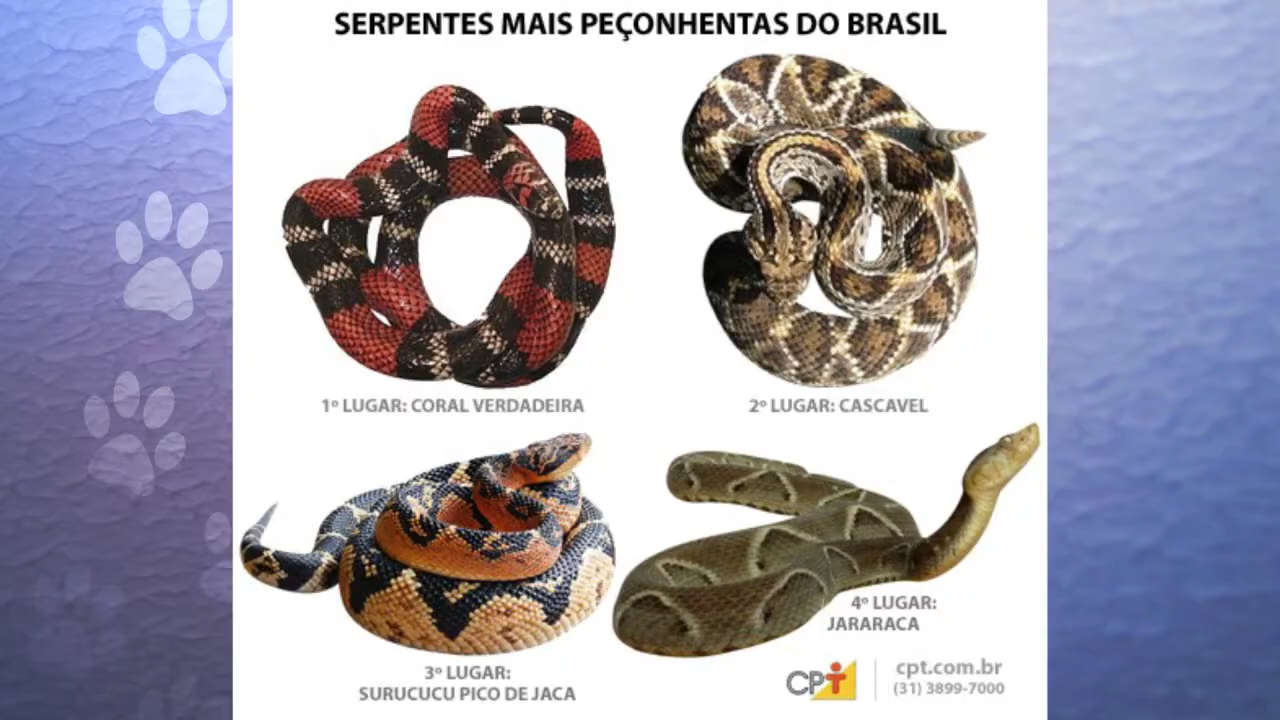 SERPENTES MAIS PEÇONHENTAS DO BRASIL
1º LUGAR: CORAL VERDADEIRA
2º LUGAR: CASCAVEL
3º LUGAR:
SURUCUCU PICO DE JACA
4º LUGAR:
JARARACA
CPT
cpt.com.br
(31) 3899-7000